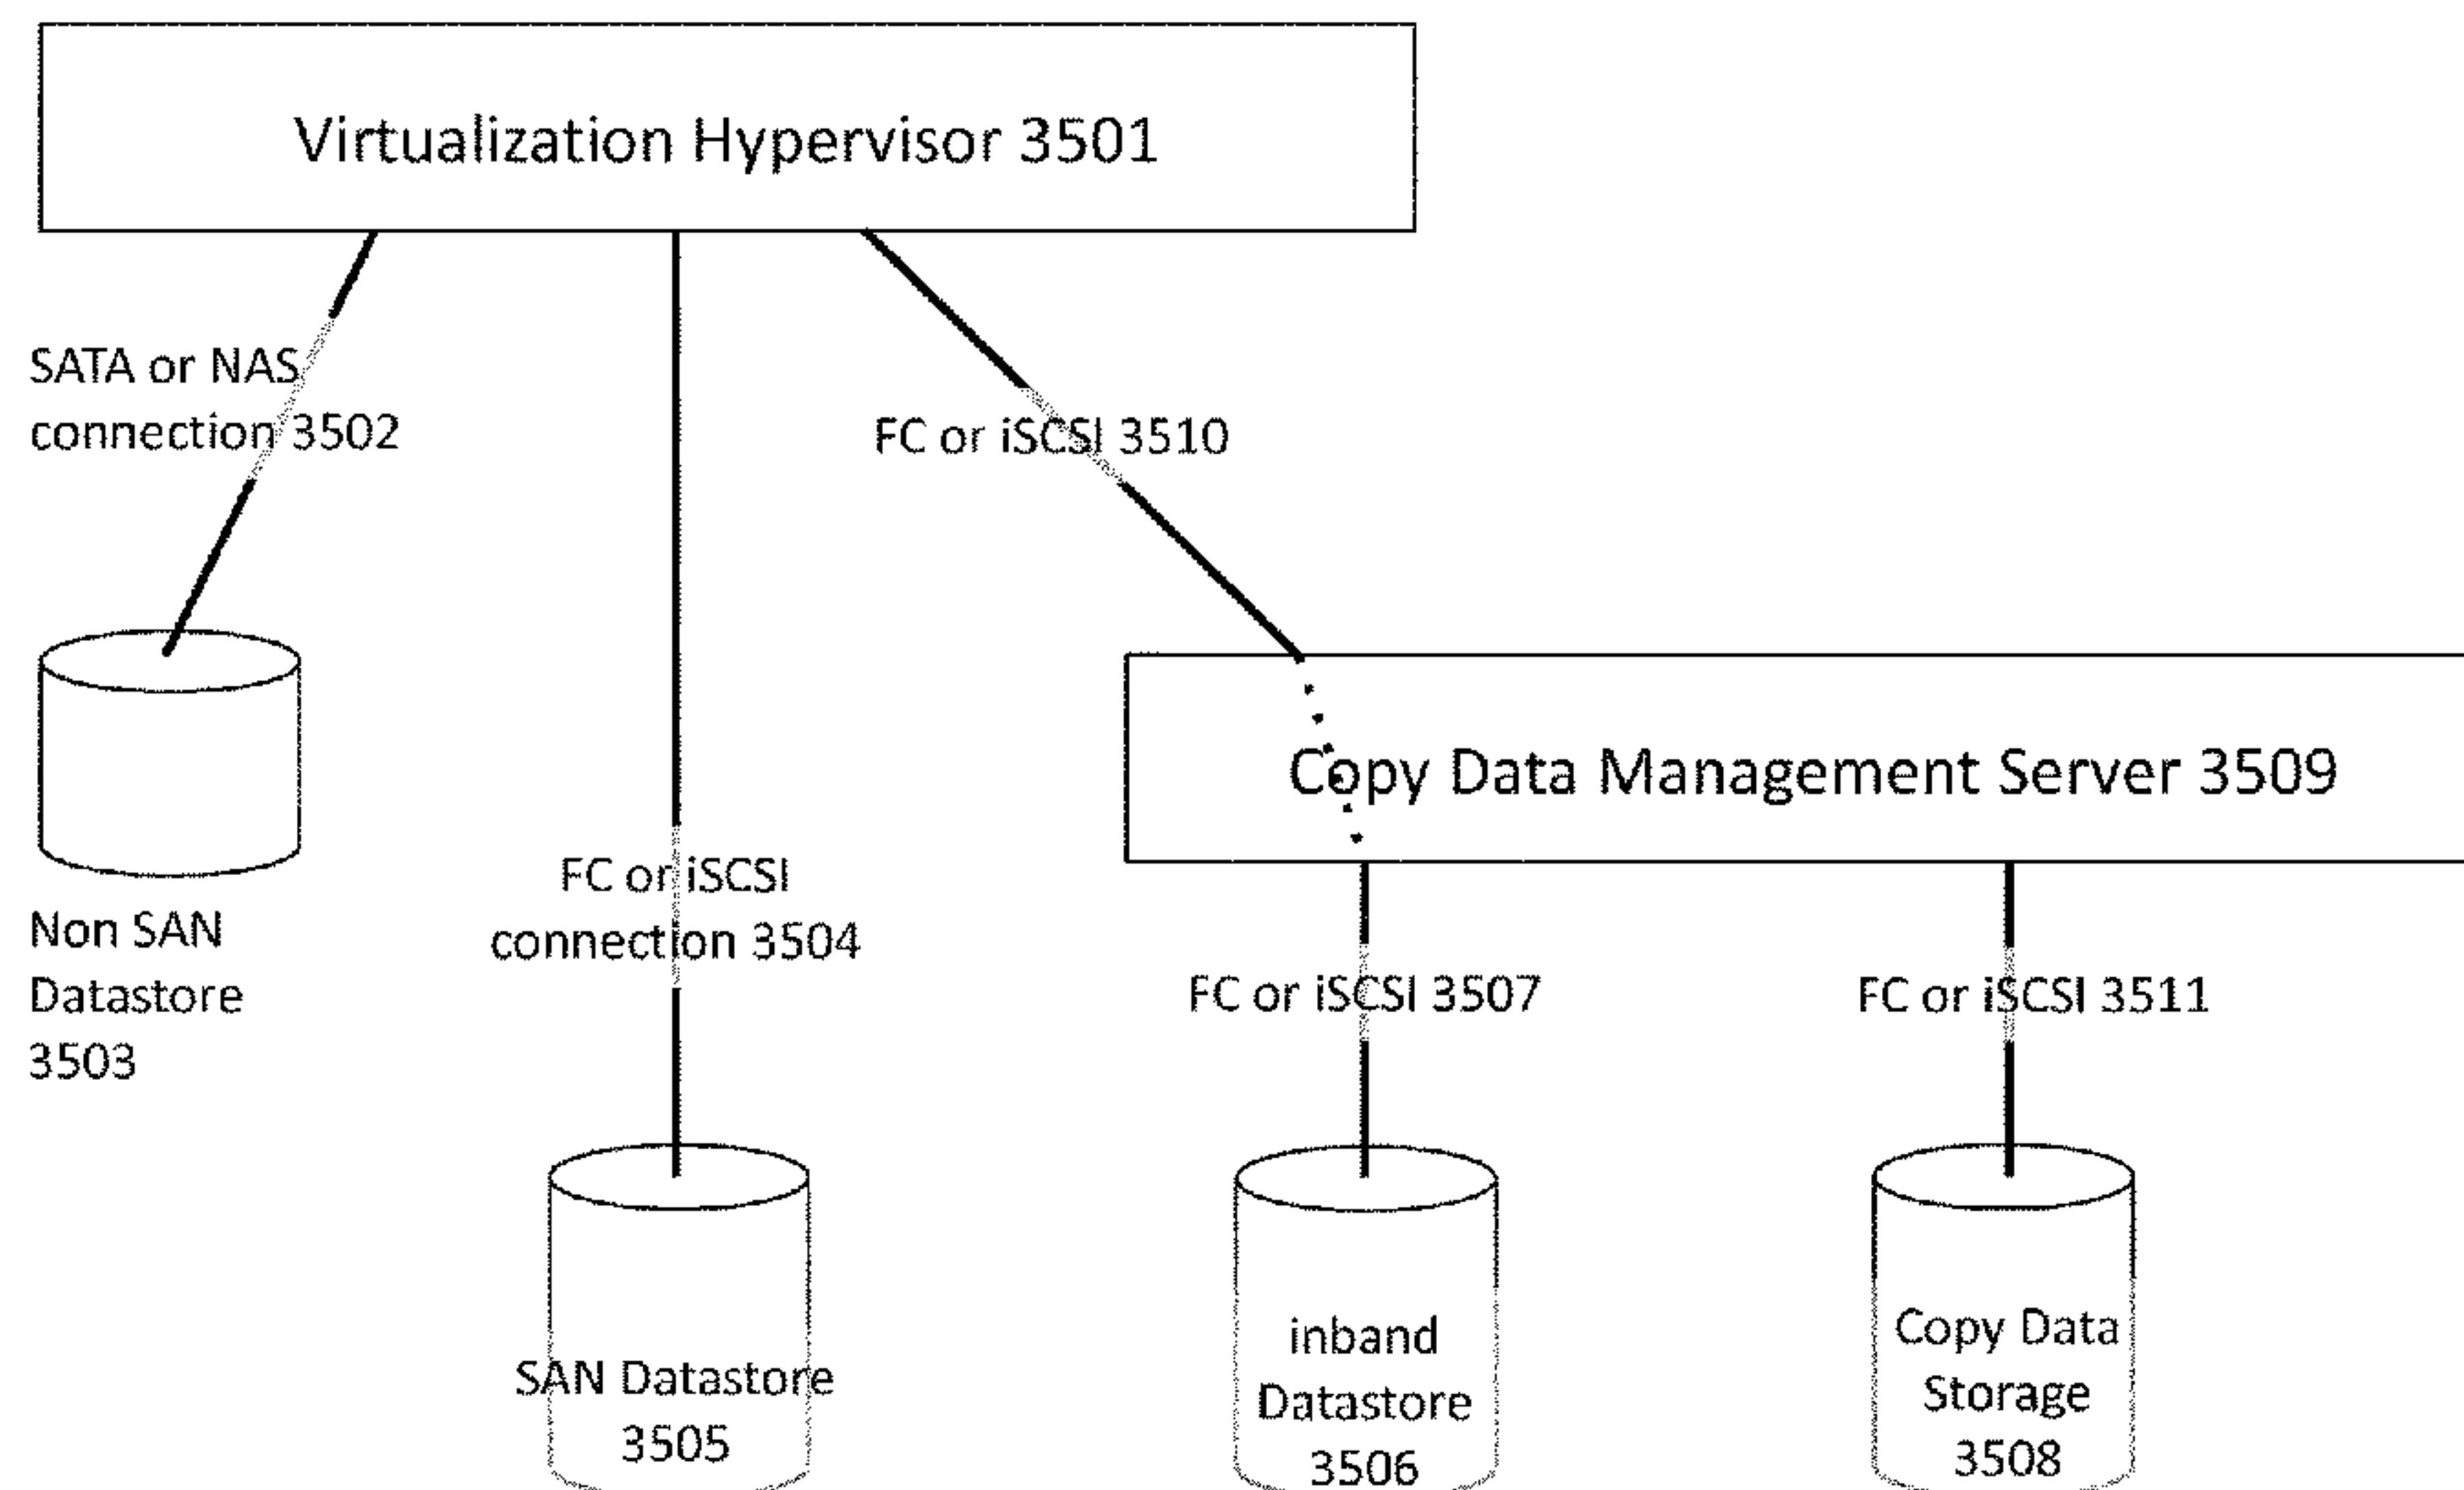 Virtualization Hypervisor 3501
SATA or NAS
connection 3502
FC or iSCSI 3510
Copy Data Management Server 3509
FC or iSCSI
connection 3504
Non SAN
Datastore
3503
FC or iSCSI 3507
FC or iSCSI 3511
SAN Datastore
3505
inband
Datastore
3506
Copy Data
Storage
3508